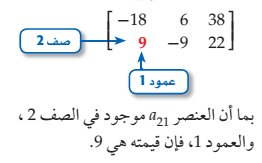 [−18 6 38]
صف 2 [9 −9 22]
عمود 1
بما أن العنصر a₂₁ موجود في الصف 2 ،
والعمود 1، فإن قيمته هي 9.